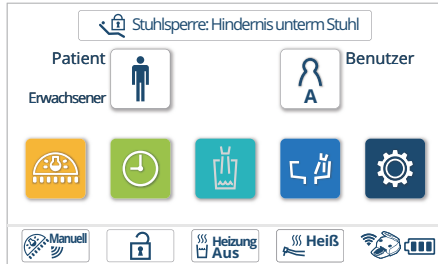 Stuhlsperre: Hindernis unterm Stuhl
Patient
Benutzer
Erwachsener
A
Manuell
Heizung
Aus
Heiß